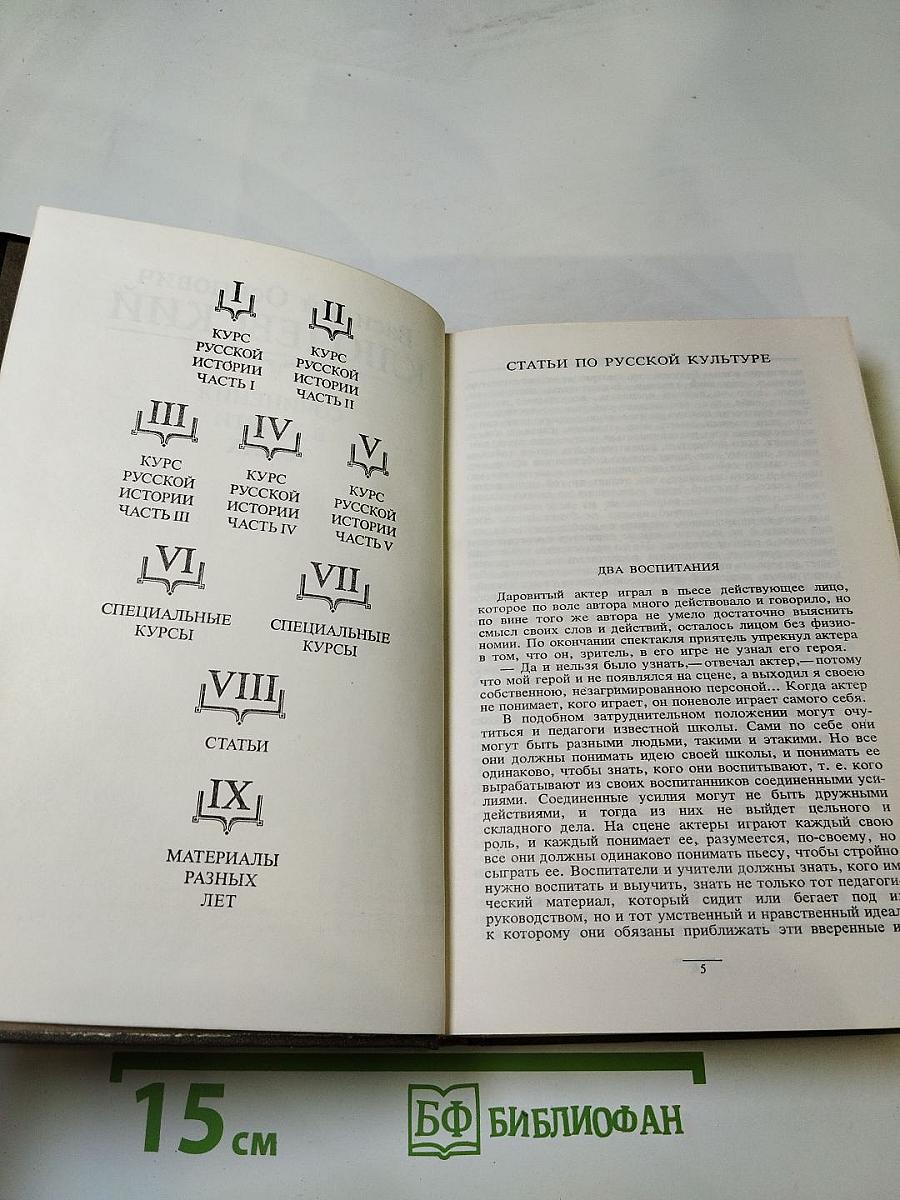 I
КУРС
РУССКОЙ
ИСТОРИИ
ЧАСТЬ I
II
КУРС
РУССКОЙ
ИСТОРИИ
ЧАСТЬ II
III
КУРС
РУССКОЙ
ИСТОРИИ
ЧАСТЬ III
IV
КУРС
РУССКОЙ
ИСТОРИИ
ЧАСТЬ IV
V
КУРС
РУССКОЙ
ИСТОРИИ
ЧАСТЬ V
VI
СПЕЦИАЛЬНЫЕ
КУРСЫ
VII
СПЕЦИАЛЬНЫЕ
КУРСЫ
VIII
СТАТЬИ
IX
МАТЕРИАЛЫ
РАЗНЫХ
ЛЕТ
СТАТЬИ ПО РУССКОЙ КУЛЬТУРЕ
ДВА ВОСПИТАНИЯ
Даровитый актер играл в пьесе действующее лицо,
которое по воле автора много действовало и говорило, но
по вине того же автора не умело достаточно выяснить
смысл своих слов и действий, осталось лицом без физио-
номии. По окончании спектакля приятель упрекнул актера
в том, что он, зритель, в его игре не узнал его героя.
— Да и нельзя было узнать,— отвечал актер,— потому
что мой герой и не появлялся на сцене, а выходил я своею
собственною, незагримированною персоной... Когда актер
не понимает, кого играет, он поневоле играет самого себя.
В подобном затруднительном положении могут очу-
титься и педагоги известной школы. Сами по себе они
могут быть разными людьми, такими и этакими. Но все
они должны понимать идею своей школы, и понимать ее
одинаково, чтобы знать, кого они воспитывают, т. е. кого
вырабатывают из своих воспитанников соединенными уси-
лиями. Соединенные усилия могут не быть дружными
действиями, и тогда из них не выйдет цельного и
складного дела. На сцене актеры играют каждый свою
роль, и каждый понимает ее, разумеется, по-своему, но
все они должны одинаково понимать пьесу, чтобы стройно
сыграть ее. Воспитатели и учители должны знать, кого им
нужно воспитать и выучить, знать не только тот педагоги-
ческий материал, который сидит или бегает под и
руководством, но и тот умственный и нравственный идеал
к которому они обязаны приближать эти вверенные и
5
15 см
БФ БИБЛИОФАН